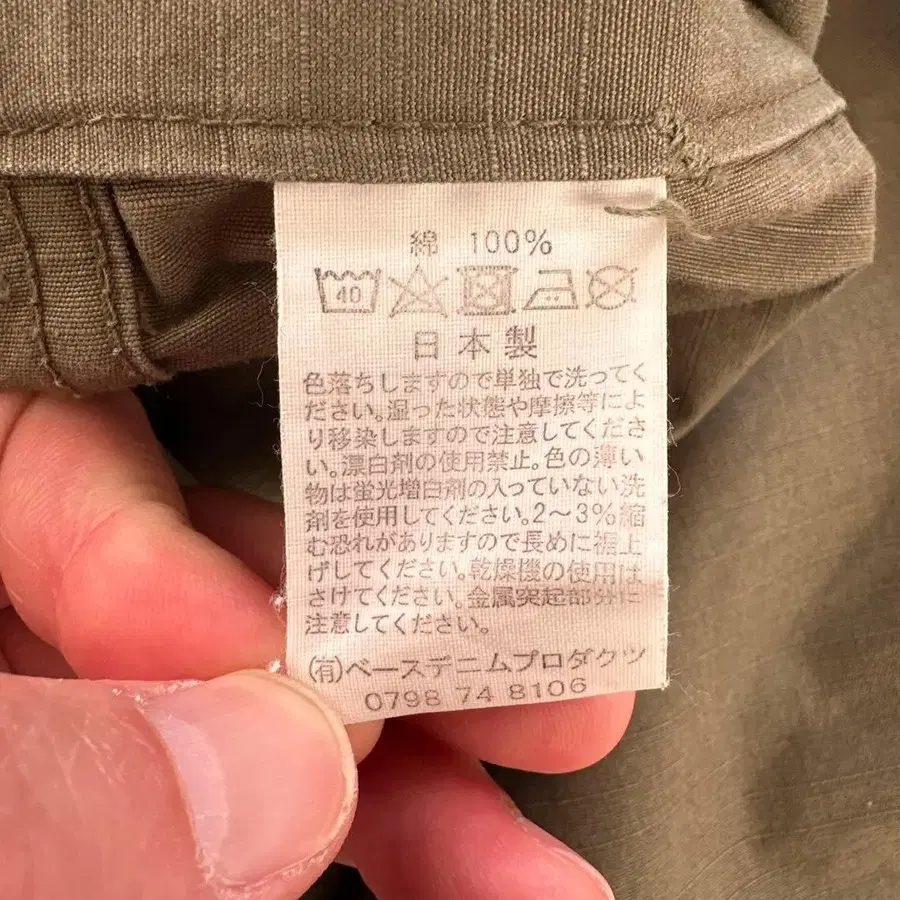 綿 100%
40
日本製
色落ちしますので単独で洗ってく
ださい。湿った状態や摩擦等によ
り移染しますので注意してくださ
い。漂白剤の使用禁止。色の薄い
物は蛍光増白剤の入っていない洗
剤を使用してください。2〜3%縮
む恐れがありますので長めに裾上
げしてください。乾燥機の使用は
さけてください。金属突起部分に
注意してください。
(有)ベースデニムプロダクツ
0798 74 8106